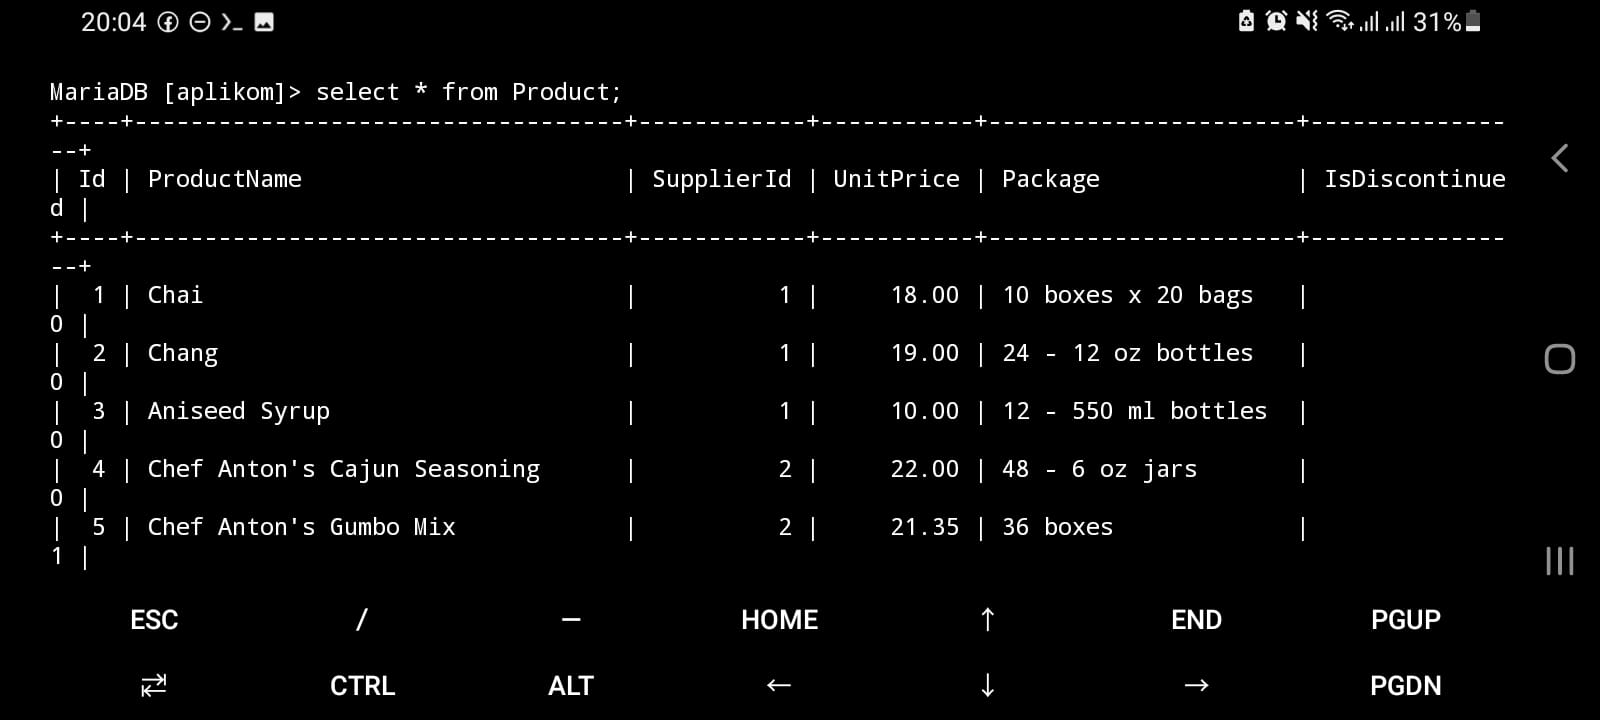 20:04 31%
MariaDB [aplikom]> select * from Product;
+----+-----------------------------------+------------+-----------+----------------------+--------------
--+
| Id | ProductName                       | SupplierId | UnitPrice | Package              | IsDiscontinue
d |
+----+-----------------------------------+------------+-----------+----------------------+--------------
--+
|  1 | Chai                              |          1 |     18.00 | 10 boxes x 20 bags   |
0 |
|  2 | Chang                             |          1 |     19.00 | 24 - 12 oz bottles   |
0 |
|  3 | Aniseed Syrup                     |          1 |     10.00 | 12 - 550 ml bottles  |
0 |
|  4 | Chef Anton's Cajun Seasoning      |          2 |     22.00 | 48 - 6 oz jars       |
0 |
|  5 | Chef Anton's Gumbo Mix            |          2 |     21.35 | 36 boxes             |
1 |
ESC / — HOME ↑ END PGUP
⇄ CTRL ALT ← ↓ → PGDN